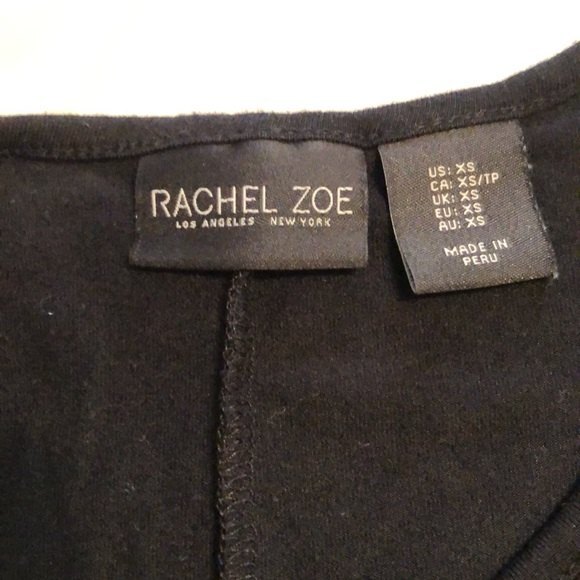 RACHEL ZOE
LOS ANGELES NEW YORK
US: XS
CA: XS/TP
UK: XS
EU: XS
AU: XS
MADE IN
PERU